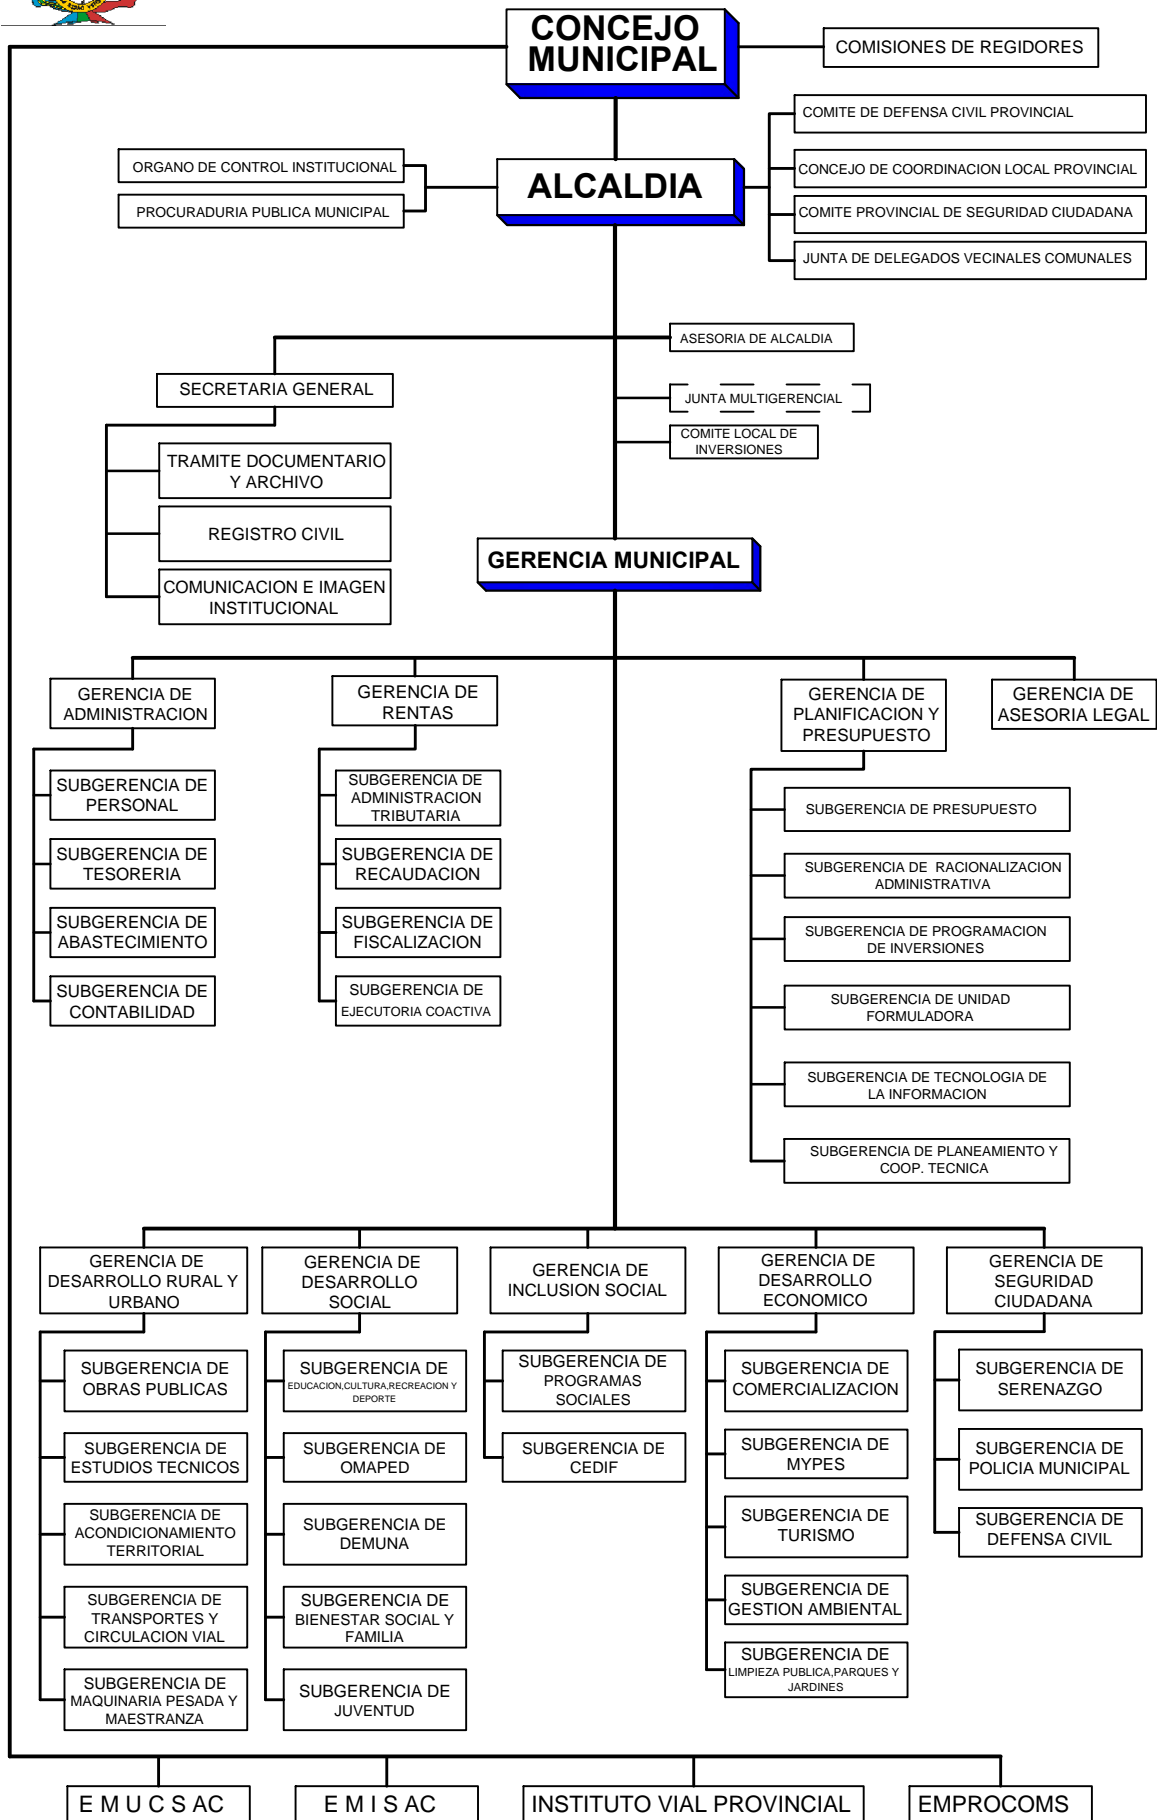 CONCEJO
MUNICIPAL
COMISIONES DE REGIDORES
COMITE DE DEFENSA CIVIL PROVINCIAL
ORGANO DE CONTROL INSTITUCIONAL
ALCALDIA
CONCEJO DE COORDINACION LOCAL PROVINCIAL
PROCURADURIA PUBLICA MUNICIPAL
COMITE PROVINCIAL DE SEGURIDAD CIUDADANA
JUNTA DE DELEGADOS VECINALES COMUNALES
ASESORIA DE ALCALDIA
SECRETARIA GENERAL
JUNTA MULTIGERENCIAL
COMITE LOCAL DE
INVERSIONES
TRAMITE DOCUMENTARIO
Y ARCHIVO
REGISTRO CIVIL
COMUNICACION E IMAGEN
INSTITUCIONAL
GERENCIA MUNICIPAL
GERENCIA DE
ADMINISTRACION
SUBGERENCIA DE
PERSONAL
SUBGERENCIA DE
TESORERIA
SUBGERENCIA DE
ABASTECIMIENTO
SUBGERENCIA DE
CONTABILIDAD
GERENCIA DE
RENTAS
SUBGERENCIA DE
ADMINISTRACION
TRIBUTARIA
SUBGERENCIA DE
RECAUDACION
SUBGERENCIA DE
FISCALIZACION
SUBGERENCIA DE
EJECUTORIA COACTIVA
GERENCIA DE
PLANIFICACION Y
PRESUPUESTO
SUBGERENCIA DE PRESUPUESTO
SUBGERENCIA DE RACIONALIZACION
ADMINISTRATIVA
SUBGERENCIA DE PROGRAMACION
DE INVERSIONES
SUBGERENCIA DE UNIDAD
FORMULADORA
SUBGERENCIA DE TECNOLOGIA DE
LA INFORMACION
SUBGERENCIA DE PLANEAMIENTO Y
COOP. TECNICA
GERENCIA DE
ASESORIA LEGAL
GERENCIA DE
DESARROLLO RURAL Y
URBANO
SUBGERENCIA DE
OBRAS PUBLICAS
SUBGERENCIA DE
ESTUDIOS TECNICOS
SUBGERENCIA DE
ACONDICIONAMIENTO
TERRITORIAL
SUBGERENCIA DE
TRANSPORTES Y
CIRCULACION VIAL
SUBGERENCIA DE
MAQUINARIA PESADA Y
MAESTRANZA
GERENCIA DE
DESARROLLO
SOCIAL
SUBGERENCIA DE
EDUCACION,CULTURA,RECREACION Y
DEPORTE
SUBGERENCIA DE
OMAPED
SUBGERENCIA DE
DEMUNA
SUBGERENCIA DE
BIENESTAR SOCIAL Y
FAMILIA
SUBGERENCIA DE
JUVENTUD
GERENCIA DE
INCLUSION SOCIAL
SUBGERENCIA DE
PROGRAMAS
SOCIALES
SUBGERENCIA DE
CEDIF
GERENCIA DE
DESARROLLO
ECONOMICO
SUBGERENCIA DE
COMERCIALIZACION
SUBGERENCIA DE
MYPES
SUBGERENCIA DE
TURISMO
SUBGERENCIA DE
GESTION AMBIENTAL
SUBGERENCIA DE
LIMPIEZA PUBLICA,PARQUES Y
JARDINES
GERENCIA DE
SEGURIDAD
CIUDADANA
SUBGERENCIA DE
SERENAZGO
SUBGERENCIA DE
POLICIA MUNICIPAL
SUBGERENCIA DE
DEFENSA CIVIL
E M U C S AC
E M I S AC
INSTITUTO VIAL PROVINCIAL
EMPROCOMS